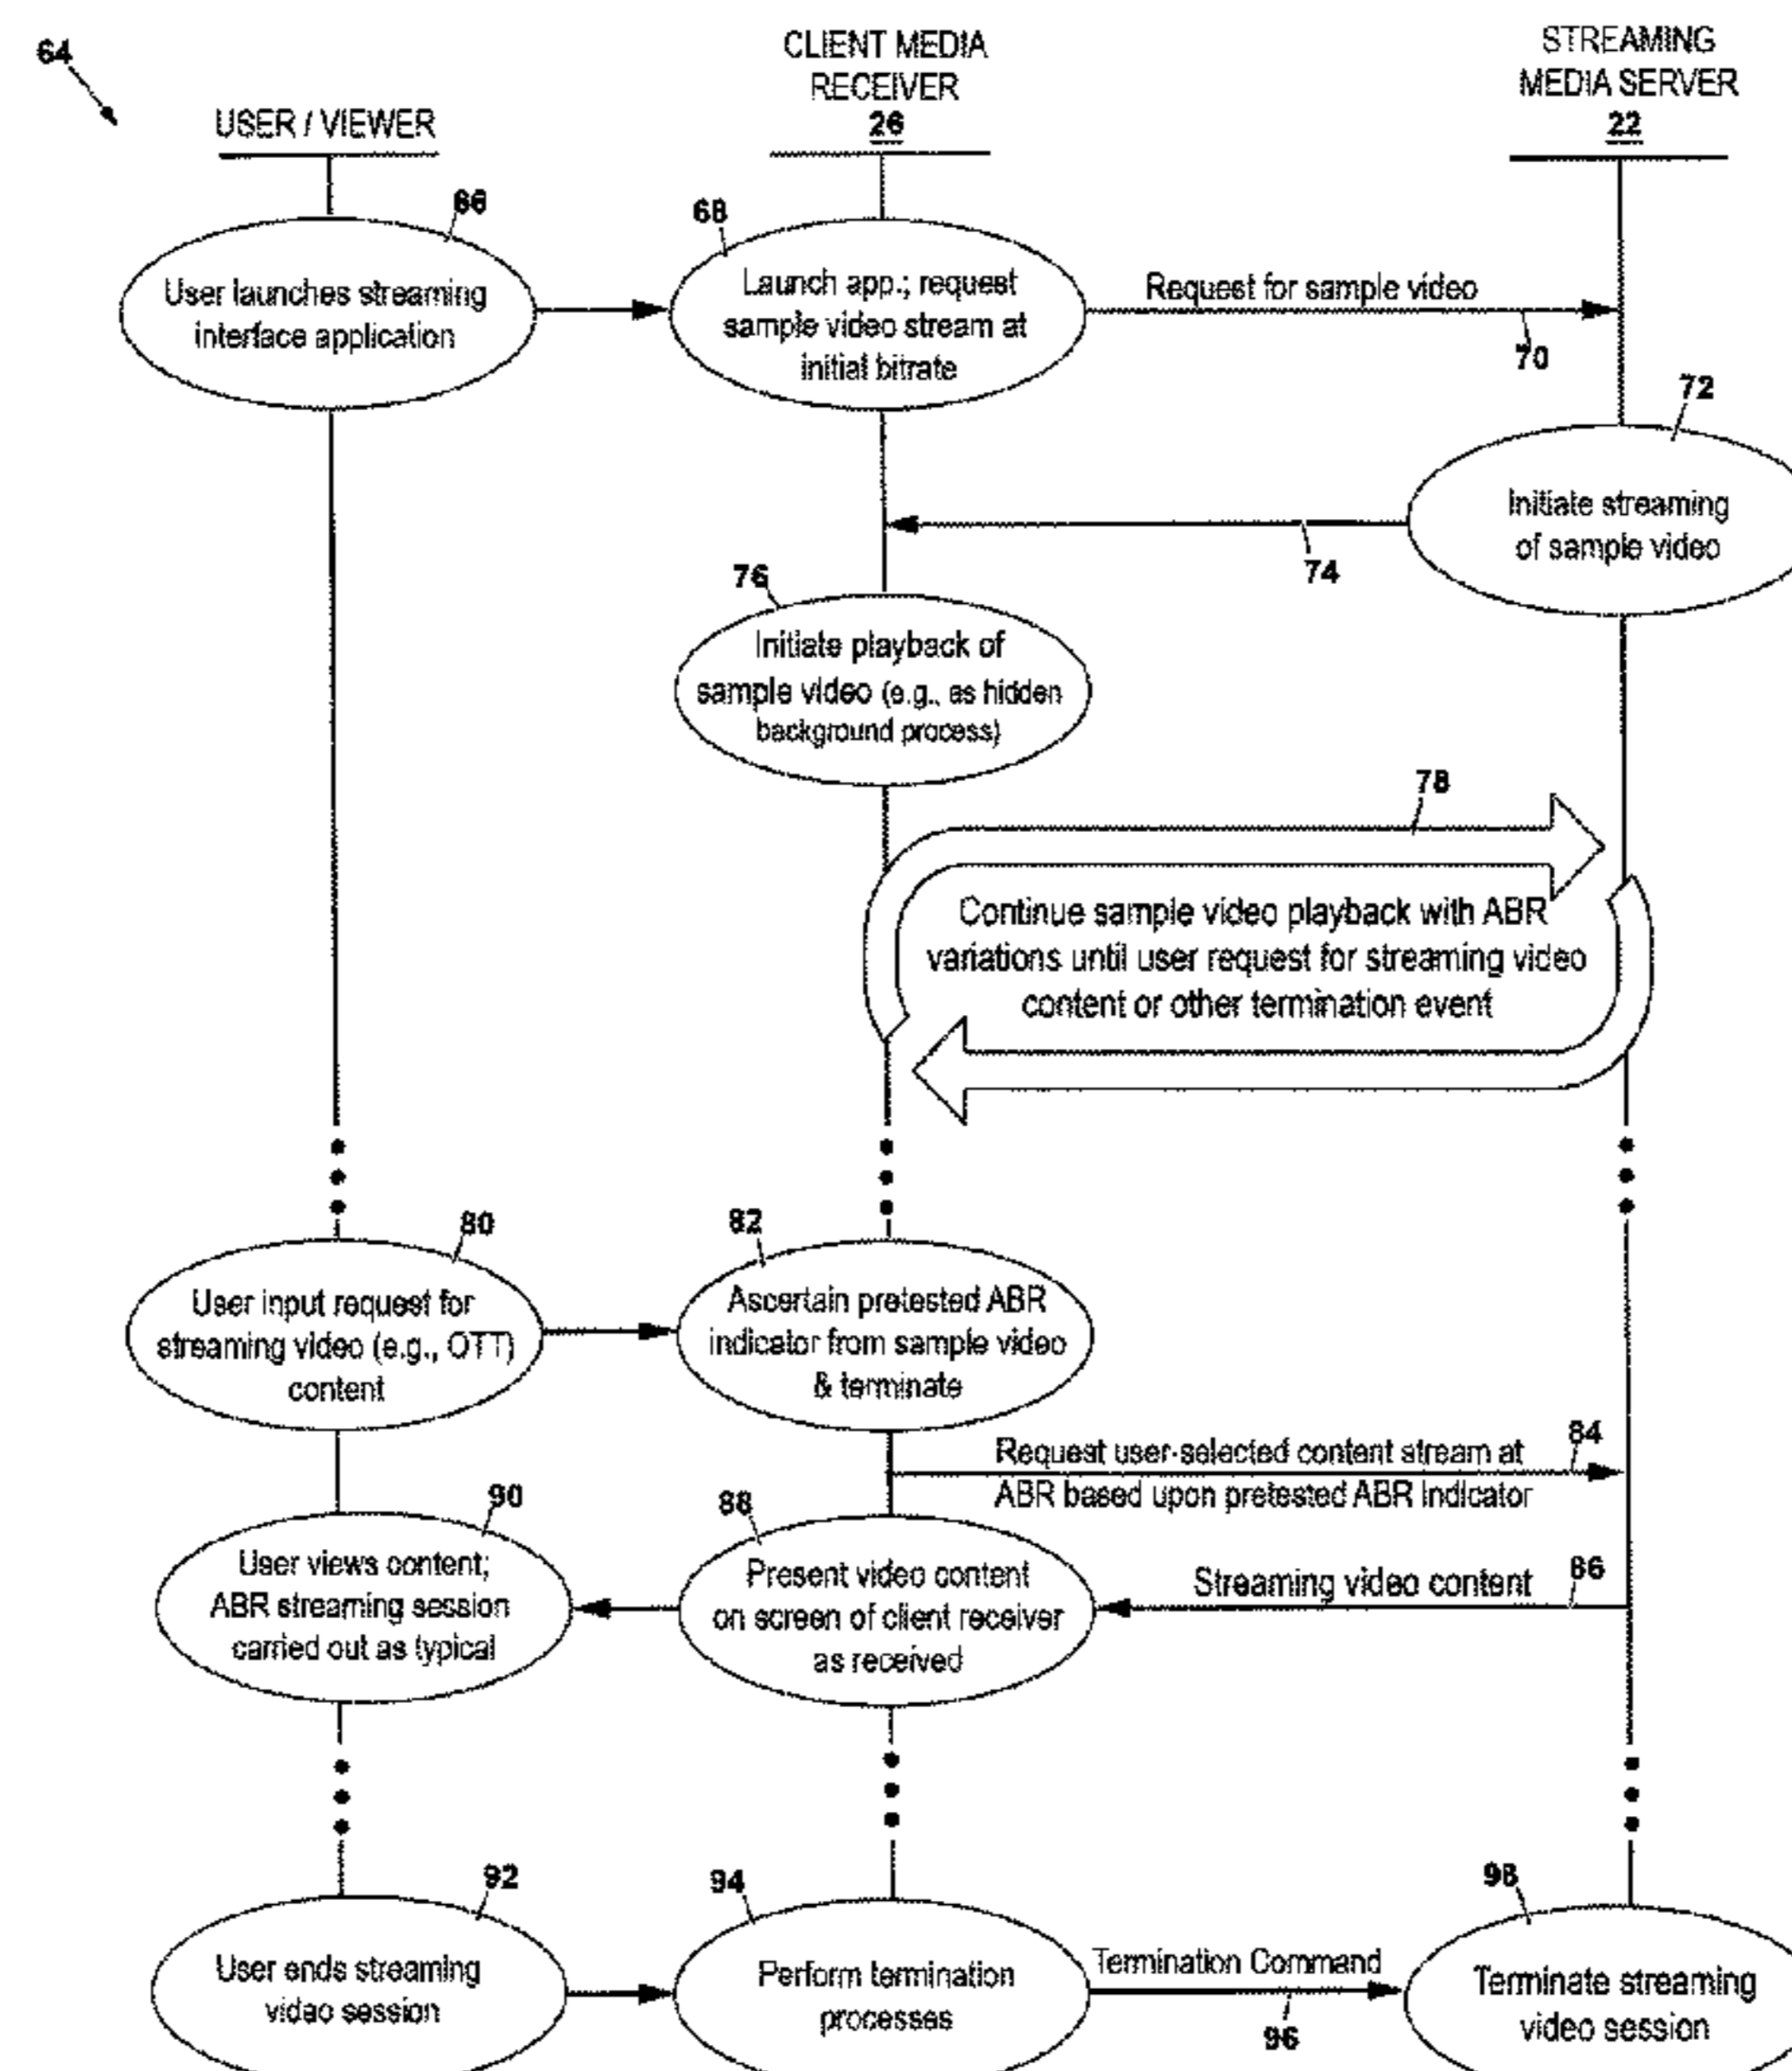 64
USER / VIEWER
CLIENT MEDIA
RECEIVER
26
STREAMING
MEDIA SERVER
22
66
User launches streaming
interface application
68
Launch app.; request
sample video stream at
initial bitrate
Request for sample video
70
72
Initiate streaming
of sample video
74
76
Initiate playback of
sample video (e.g., as hidden
background process)
78
Continue sample video playback with ABR
variations until user request for streaming video
content or other termination event
80
User input request for
streaming video (e.g., OTT)
content
82
Ascertain pretested ABR
indicator from sample video
& terminate
84
Request user-selected content stream at
ABR based upon pretested ABR indicator
90
User views content;
ABR streaming session
carried out as typical
88
Present video content
on screen of client receiver
as received
Streaming video content
86
92
User ends streaming
video session
94
Perform termination
processes
Termination Command
96
98
Terminate streaming
video session